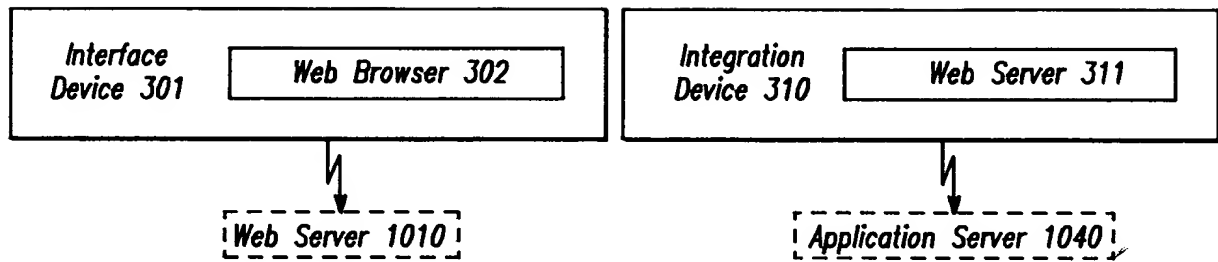 Interface
Device 301
Web Browser 302
Integration
Device 310
Web Server 311
Web Server 1010
Application Server 1040